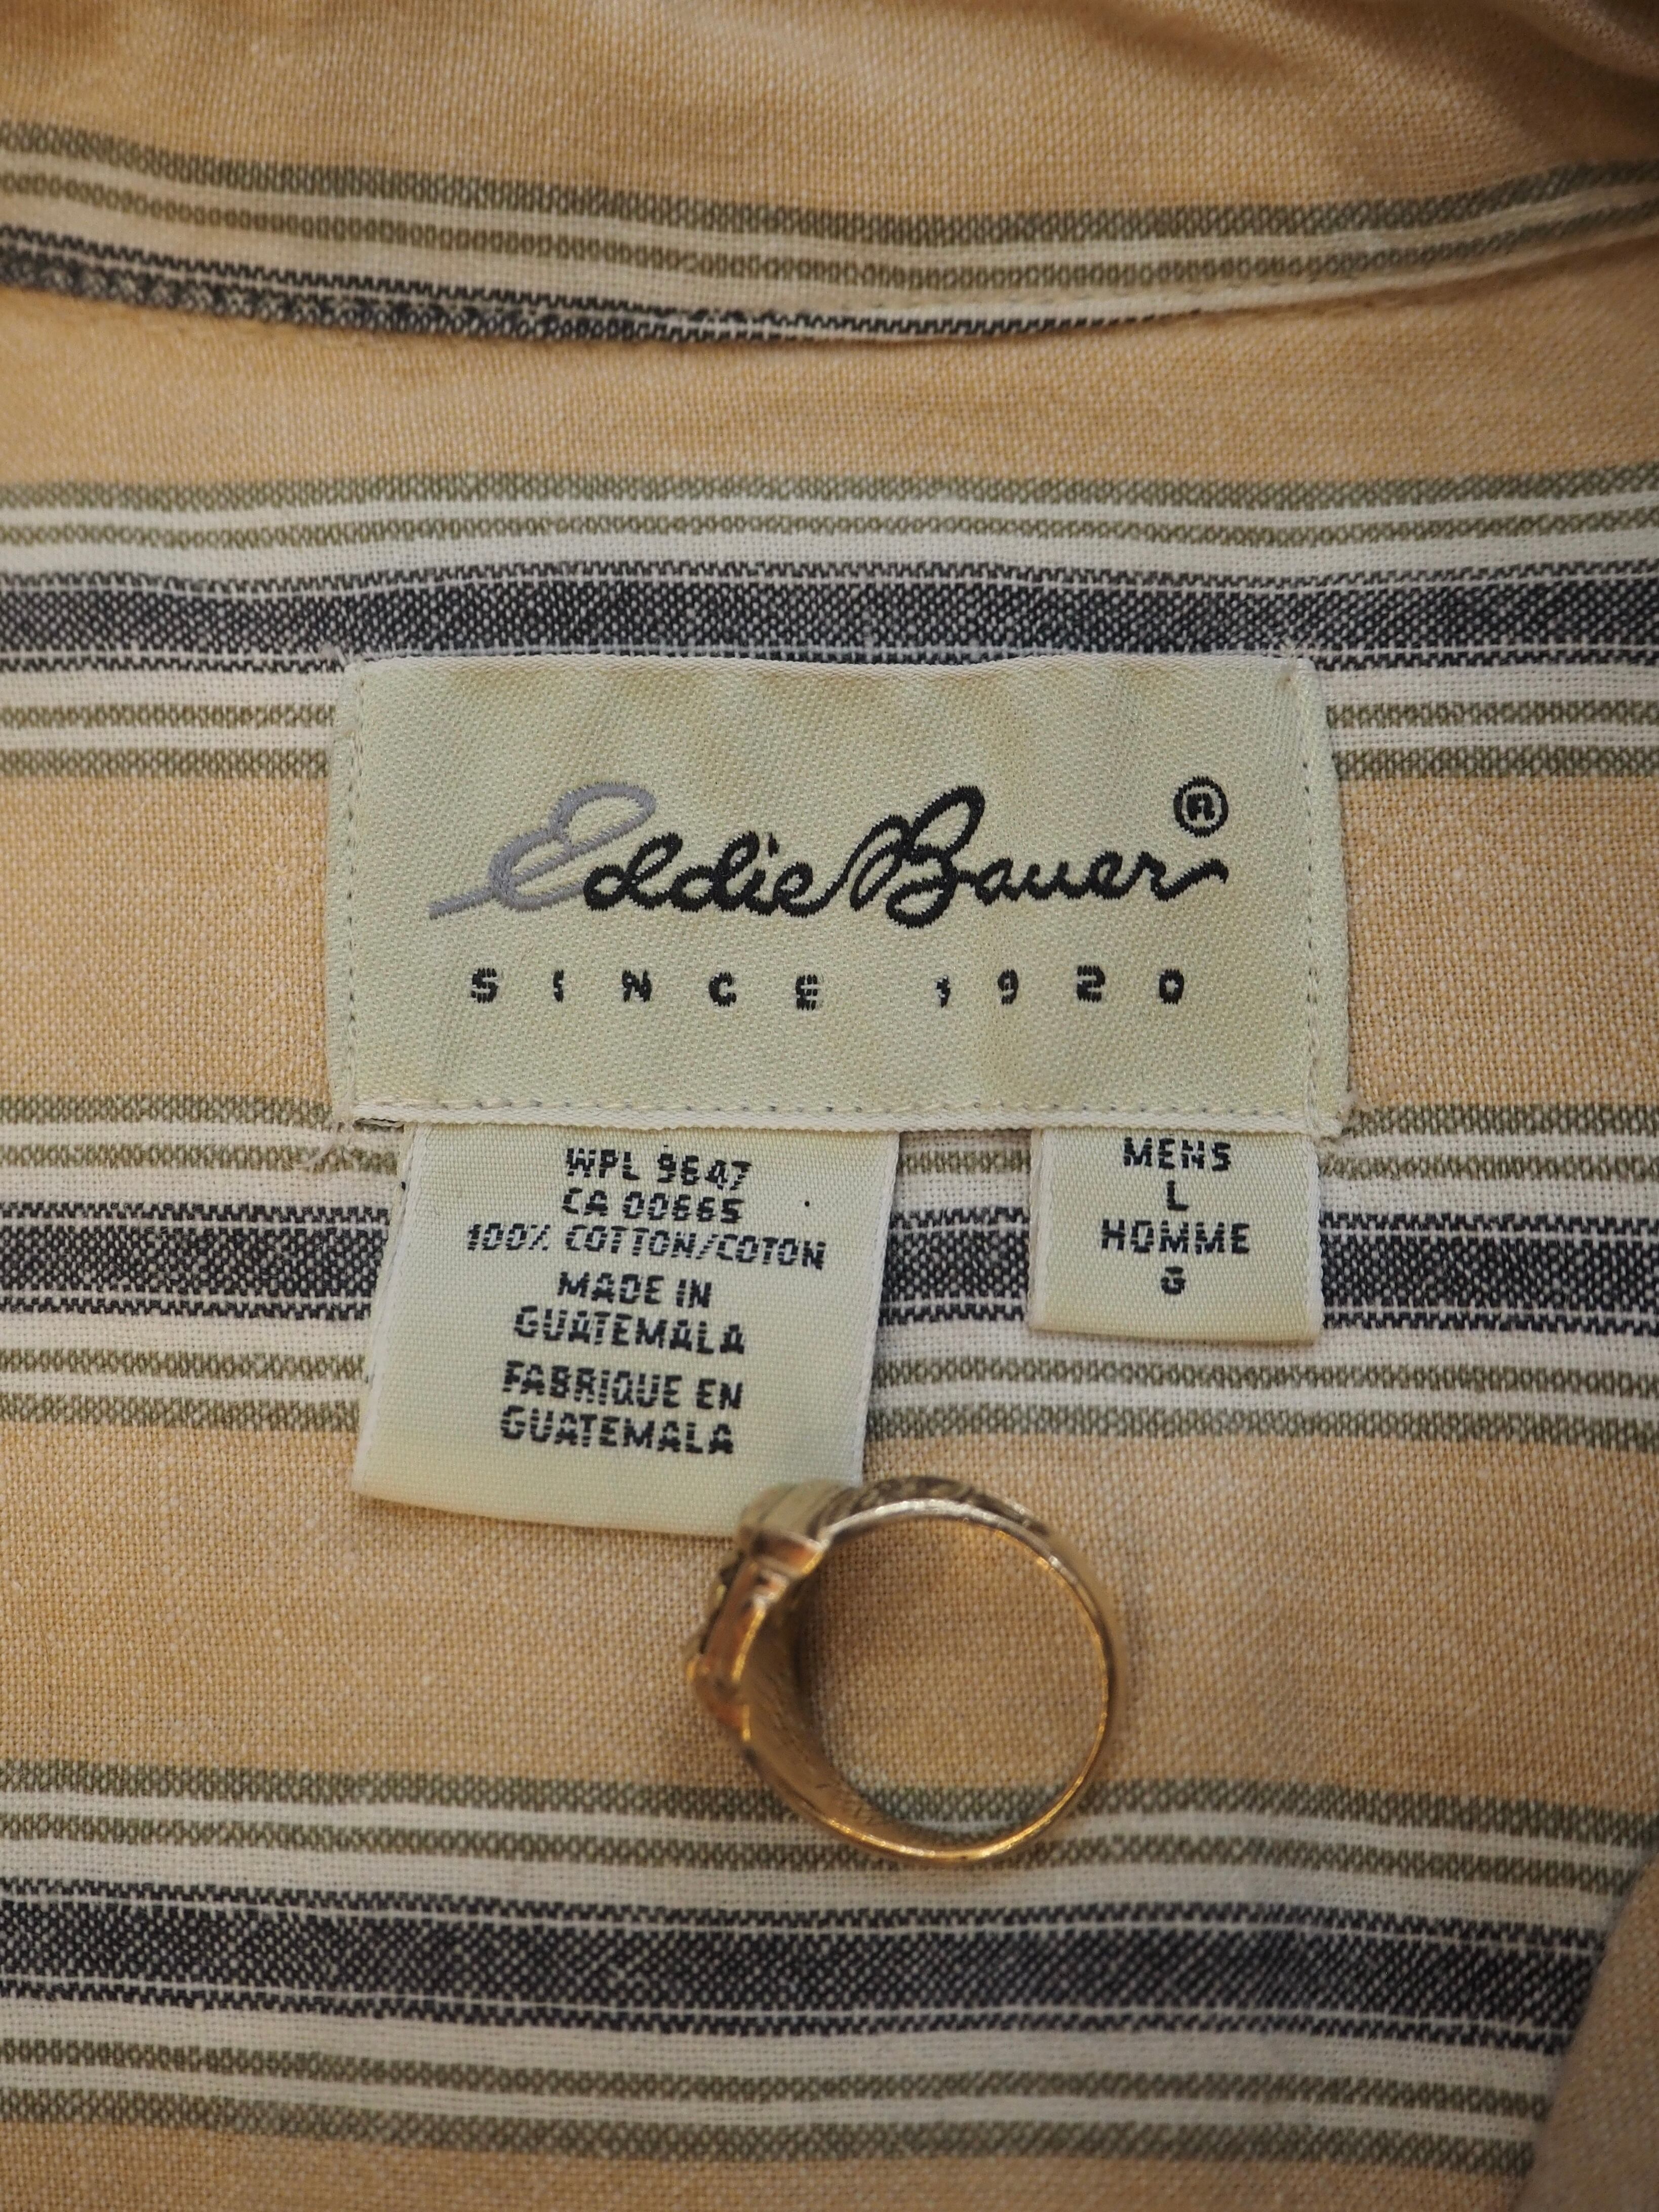 Eddie Bauer®
SINCE 1920
WPL 9647
CA 00665
100% COTTON/COTON
MADE IN
GUATEMALA
FABRIQUE EN
GUATEMALA
MENS
L
HOMME
G